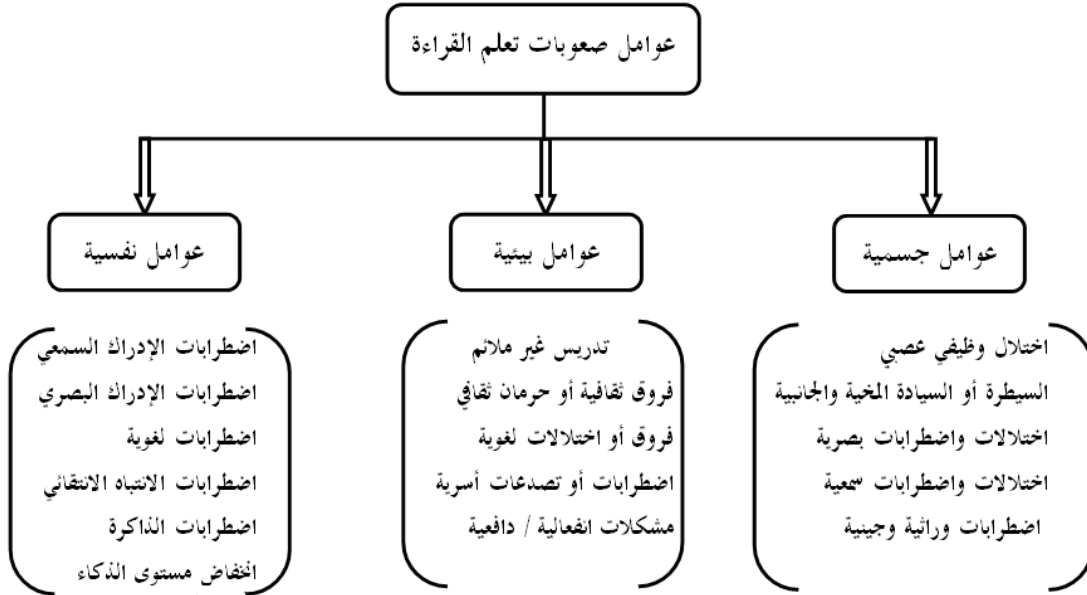 عوامل صعوبات تعلم القراءة
عوامل جسمية
اختلال وظيفي عصبي
السيطرة أو السيادة المخية والجانبية
اختلالات واضطرابات بصرية
اختلالات واضطرابات سمعية
اضطرابات وراثية وجينية
عوامل بيئية
تدريس غير ملائم
فروق ثقافية أو حرمان ثقافي
فروق أو اختلالات لغوية
اضطرابات أو تصدعات أسرية
مشكلات انفعالية / دافعية
عوامل نفسية
اضطرابات الإدراك السمعي
اضطرابات الإدراك البصري
اضطرابات لغوية
اضطرابات الانتباه الانتقائي
اضطرابات الذاكرة
انخفاض مستوى الذكاء